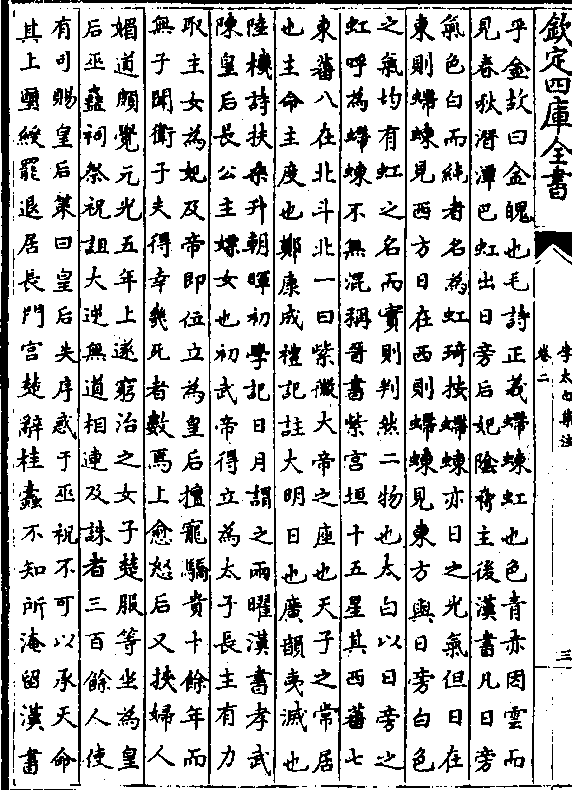 欽定四庫全書
李太白集注
卷二
三
乎金故曰金魄也毛詩正義螮蝀虹也色青赤因雲而
見春秋潛潭巴虹出日旁后妃陰脅主後漢書凡日旁
氣色白而純者名為虹琦按螮蝀亦日之光氣但日在
東則螮蝀見西方日在西則螮蝀見東方與日旁白色
之氣均有虹之名而實則判然二物也太白以日旁之
虹呼為螮蝀不無混稱晉書紫宮垣十五星其西蕃七
東蕃八在北斗北一曰紫微大帝之座也天子之常居
也主命主度也鄭康成禮記註大明日也廣韻夷滅也
陸機詩扶桑升朝暉初學記日月謂之兩曜漢書孝武
陳皇后長公主嫖女也初武帝得立為太子長主有力
取主女為妃及帝即位立為皇后擅寵驕貴十餘年而
無子聞衛子夫得幸幾死者數焉上愈怒后又挾婦人
媚道頗覺元光五年上遂窮治之女子楚服等坐為皇
后巫蠱祠祭祝詛大逆無道相連及誅者三百餘人使
有司賜皇后策曰皇后失序惑于巫祝不可以承天命
其上璽綬罷退居長門宮楚辭桂蠹不知所淹留漢書